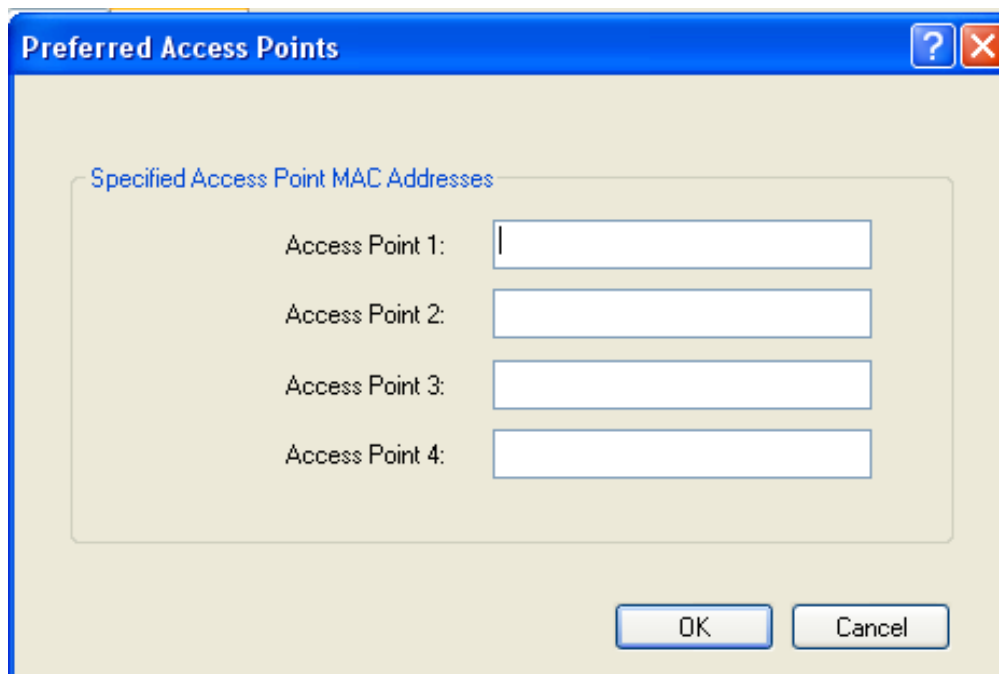 Preferred Access Points
Specified Access Point MAC Addresses
Access Point 1:
Access Point 2:
Access Point 3:
Access Point 4:
OK Cancel